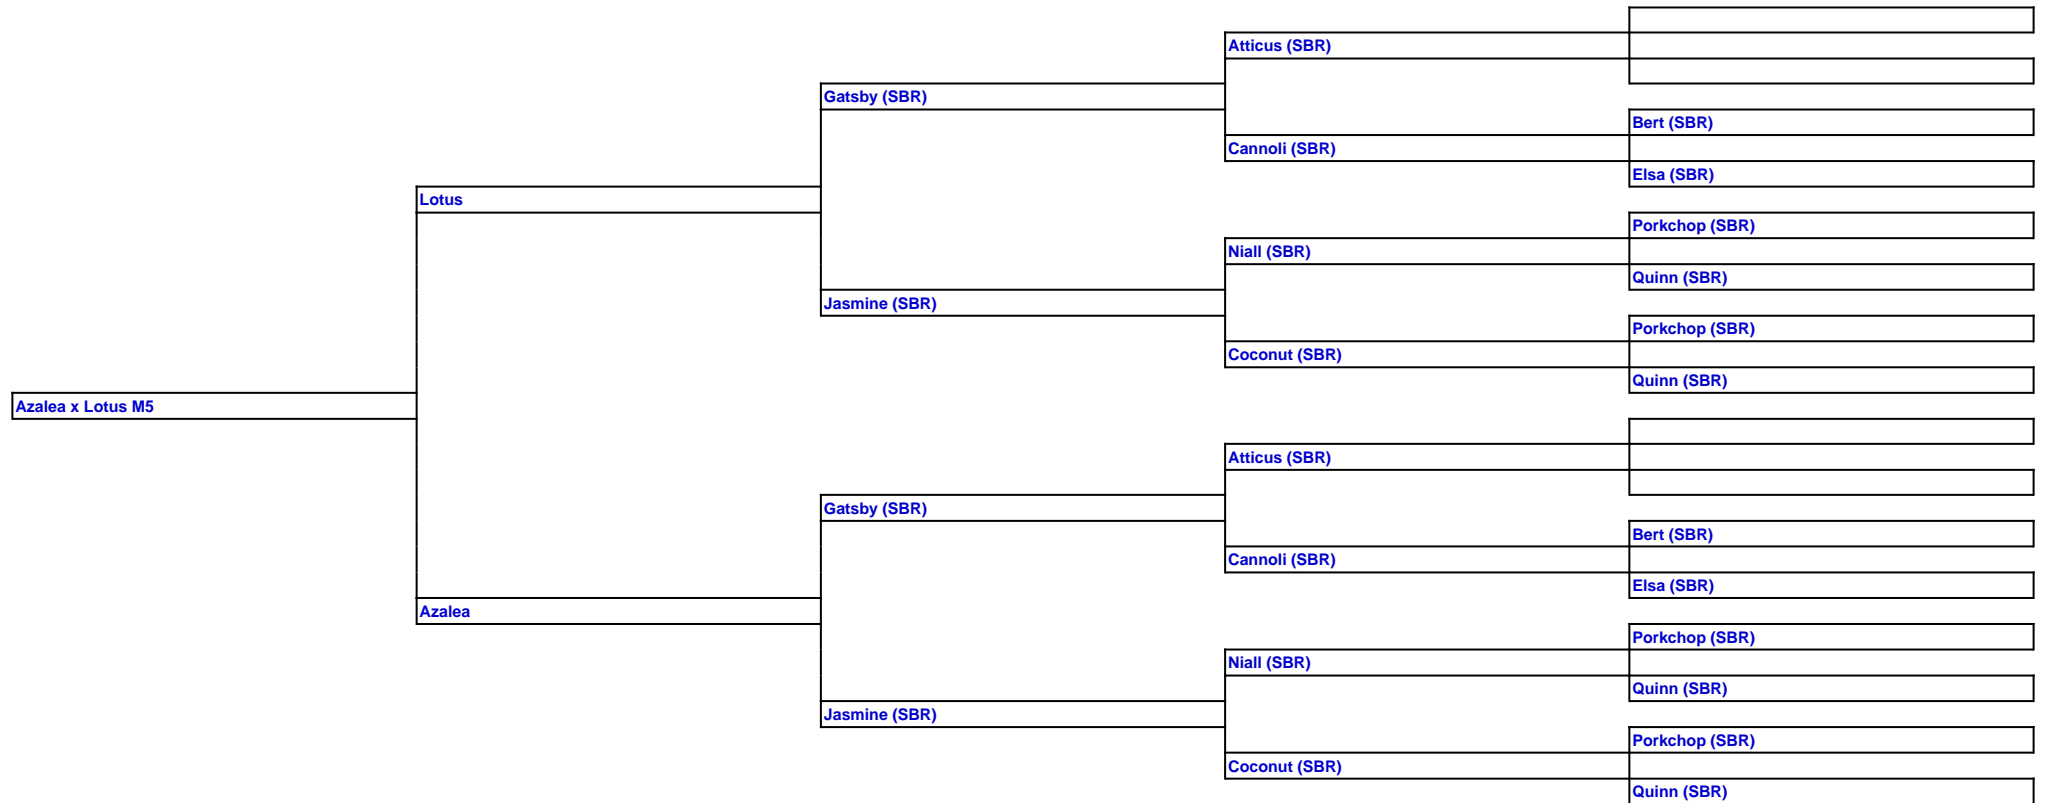 Atticus (SBR)
Gatsby (SBR)
Bert (SBR)
Cannoli (SBR)
Elsa (SBR)
Lotus
Porkchop (SBR)
Niall (SBR)
Quinn (SBR)
Jasmine (SBR)
Porkchop (SBR)
Coconut (SBR)
Quinn (SBR)
Azalea x Lotus M5
Atticus (SBR)
Gatsby (SBR)
Bert (SBR)
Cannoli (SBR)
Elsa (SBR)
Azalea
Porkchop (SBR)
Niall (SBR)
Quinn (SBR)
Jasmine (SBR)
Porkchop (SBR)
Coconut (SBR)
Quinn (SBR)